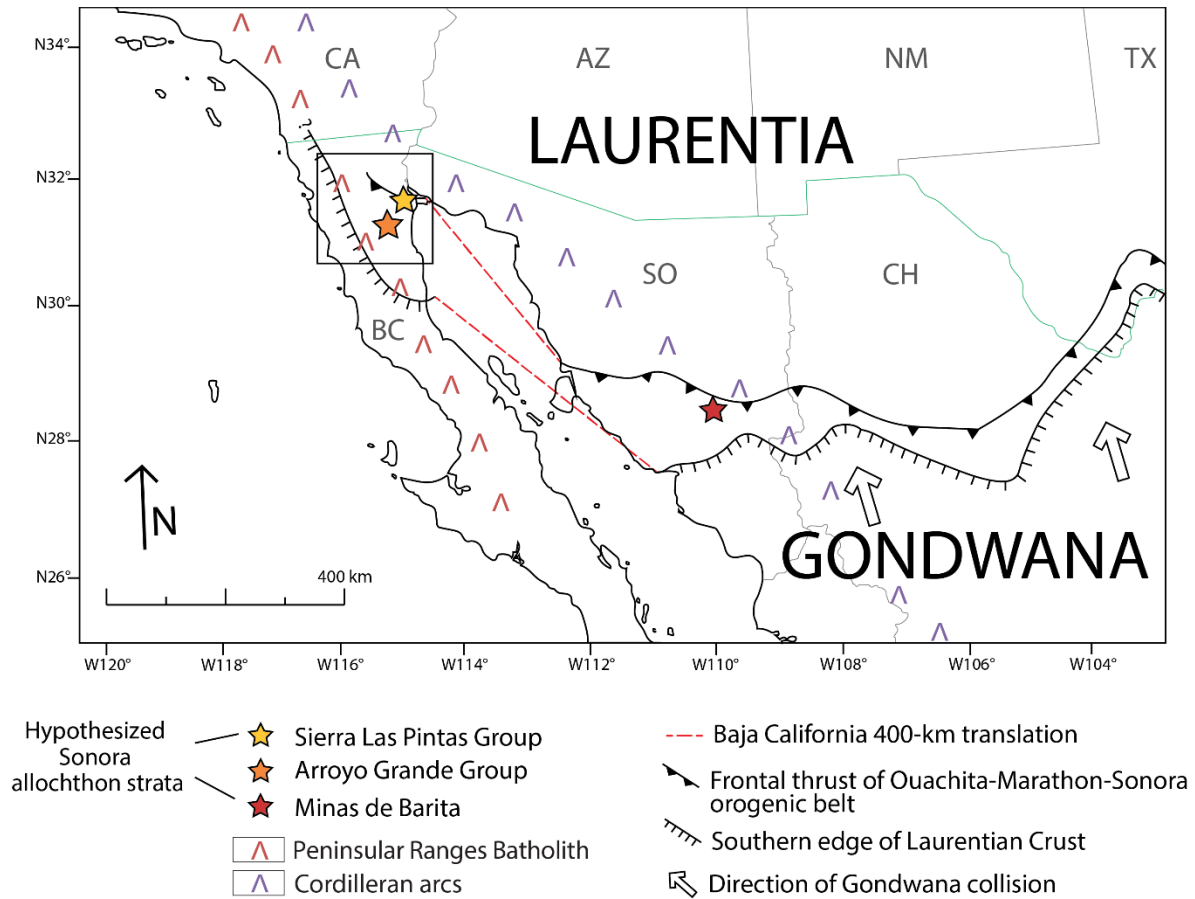 N34°
N32°
N30°
N28°
N26°
CA
AZ
NM
TX
LAURENTIA
?
SO
CH
BC
N
GONDWANA
400 km
W120°
W118°
W116°
W114°
W112°
W110°
W108°
W106°
W104°
Hypothesized
Sonora
allochthon strata
Sierra Las Pintas Group
Arroyo Grande Group
Minas de Barita
Peninsular Ranges Batholith
Cordilleran arcs
Baja California 400-km translation
Frontal thrust of Ouachita-Marathon-Sonora
orogenic belt
Southern edge of Laurentian Crust
Direction of Gondwana collision